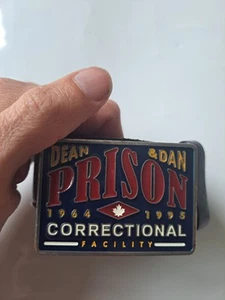 DEAN & DAN
PRISON
1964 1995
CORRECTIONAL
FACILITY